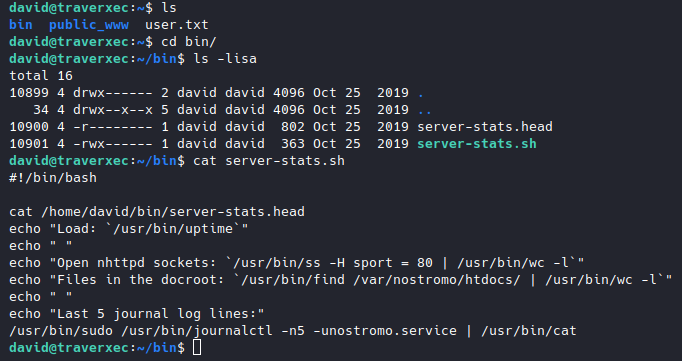 david@traverxec:~$ ls
bin  public_www  user.txt
david@traverxec:~$ cd bin/
david@traverxec:~/bin$ ls -lisa
total 16
10899 4 drwx------ 2 david david 4096 Oct 25  2019 .
   34 4 drwx--x--x 5 david david 4096 Oct 25  2019 ..
10900 4 -r-------- 1 david david  802 Oct 25  2019 server-stats.head
10901 4 -rwx------ 1 david david  363 Oct 25  2019 server-stats.sh
david@traverxec:~/bin$ cat server-stats.sh
#!/bin/bash

cat /home/david/bin/server-stats.head
echo "Load: `/usr/bin/uptime`"
echo " "
echo "Open nhttpd sockets: `/usr/bin/ss -H sport = 80 | /usr/bin/wc -l`"
echo "Files in the docroot: `/usr/bin/find /var/nostromo/htdocs/ | /usr/bin/wc -l`"
echo " "
echo "Last 5 journal log lines:"
/usr/bin/sudo /usr/bin/journalctl -n5 -unostromo.service | /usr/bin/cat
david@traverxec:~/bin$